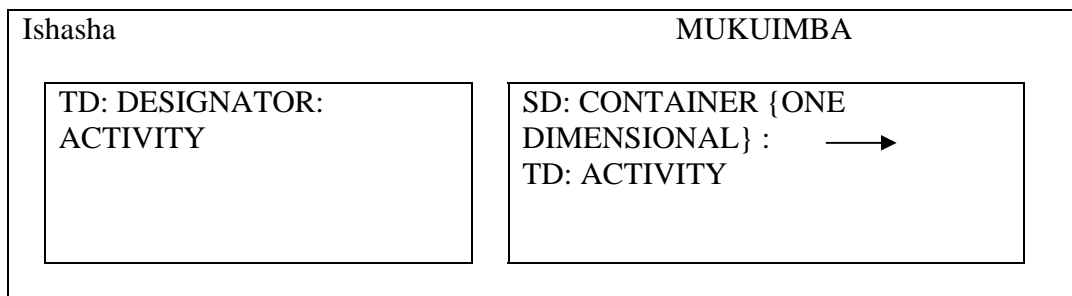 Ishasha MUKUIMBA
TD: DESIGNATOR:
ACTIVITY
SD: CONTAINER {ONE
DIMENSIONAL} :
TD: ACTIVITY